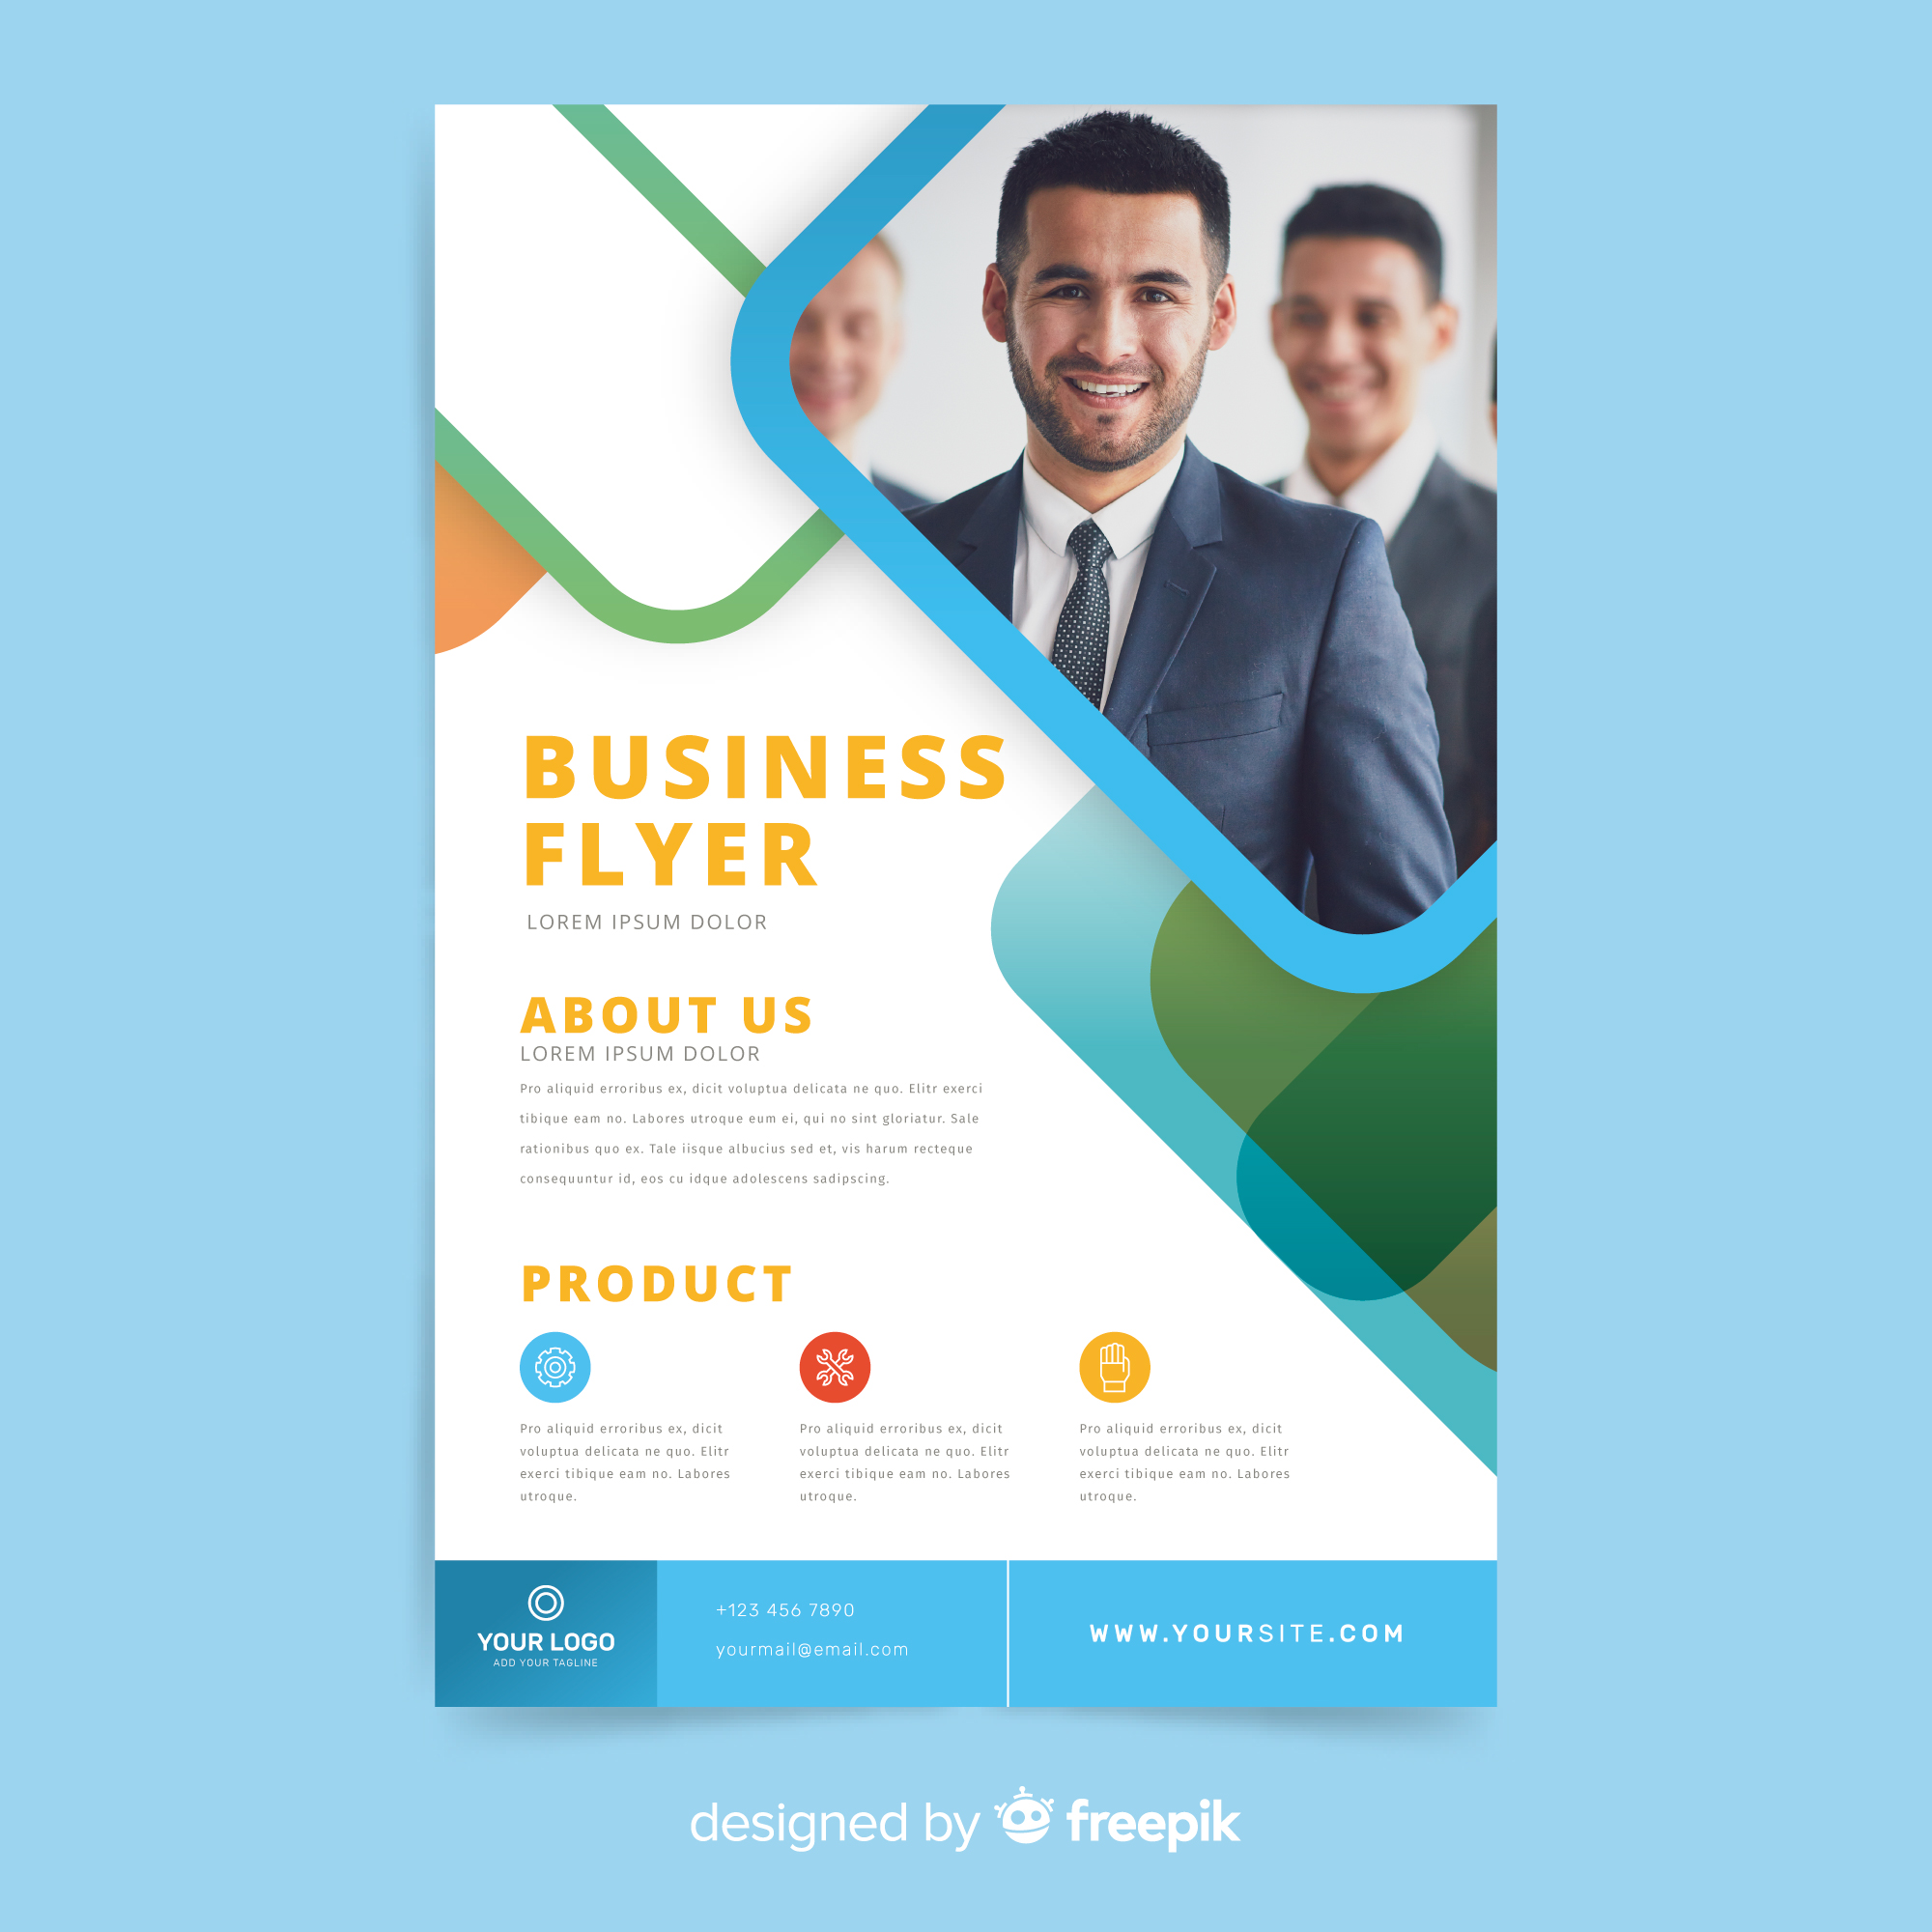 BUSINESS
FLYER
LOREM IPSUM DOLOR
ABOUT US
LOREM IPSUM DOLOR
Pro aliquid erroribus ex, dicit voluptua delicata ne quo. Elitr exerci
tibique eam no. Labores utroque eum ei, qui no sint gloriatur. Sale
rationibus quo ex. Tale iisque albucius sed et, vis harum recteque
consequuntur id, eos cu idque adolescens sadipscing.
PRODUCT
Pro aliquid erroribus ex, dicit
voluptua delicata ne quo. Elitr
exerci tibique eam no. Labores
utroque.
Pro aliquid erroribus ex, dicit
voluptua delicata ne quo. Elitr
exerci tibique eam no. Labores
utroque.
Pro aliquid erroribus ex, dicit
voluptua delicata ne quo. Elitr
exerci tibique eam no. Labores
utroque.
YOUR LOGO
ADD YOUR TAGLINE
+123 456 7890
yourmail@email.com
WWW.YOURSITE.COM
designed by freepik